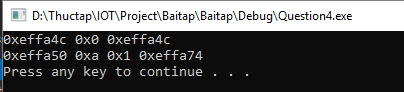 D:\Thuctap\IOT\Project\Baitap\Baitap\Debug\Question4.exe
0xeffa4c 0x0 0xeffa4c
0xeffa50 0xa 0x1 0xeffa74
Press any key to continue . . .